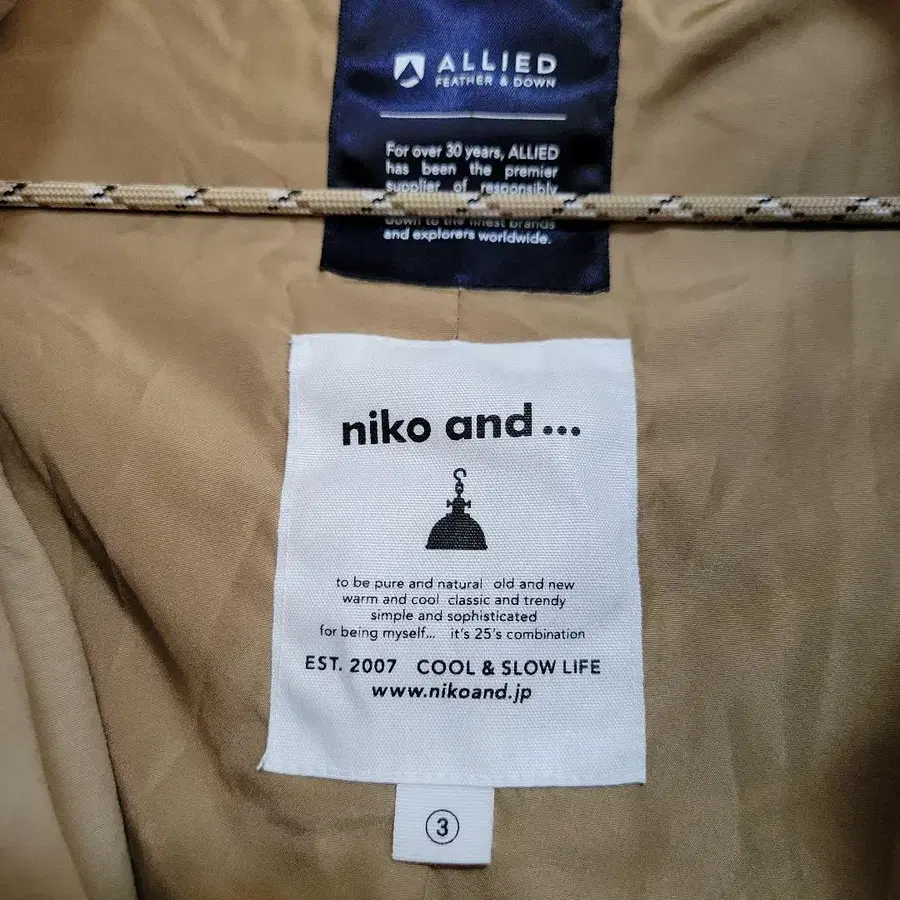 ALLIED
FEATHER & DOWN
For over 30 years, ALLIED
has been the premier
supplier of responsibly
down to the finest brands
and explorers worldwide.
niko and...
to be pure and natural old and new
warm and cool classic and trendy
simple and sophisticated
for being myself... it's 25's combination
EST. 2007 COOL & SLOW LIFE
www.nikoand.jp
3